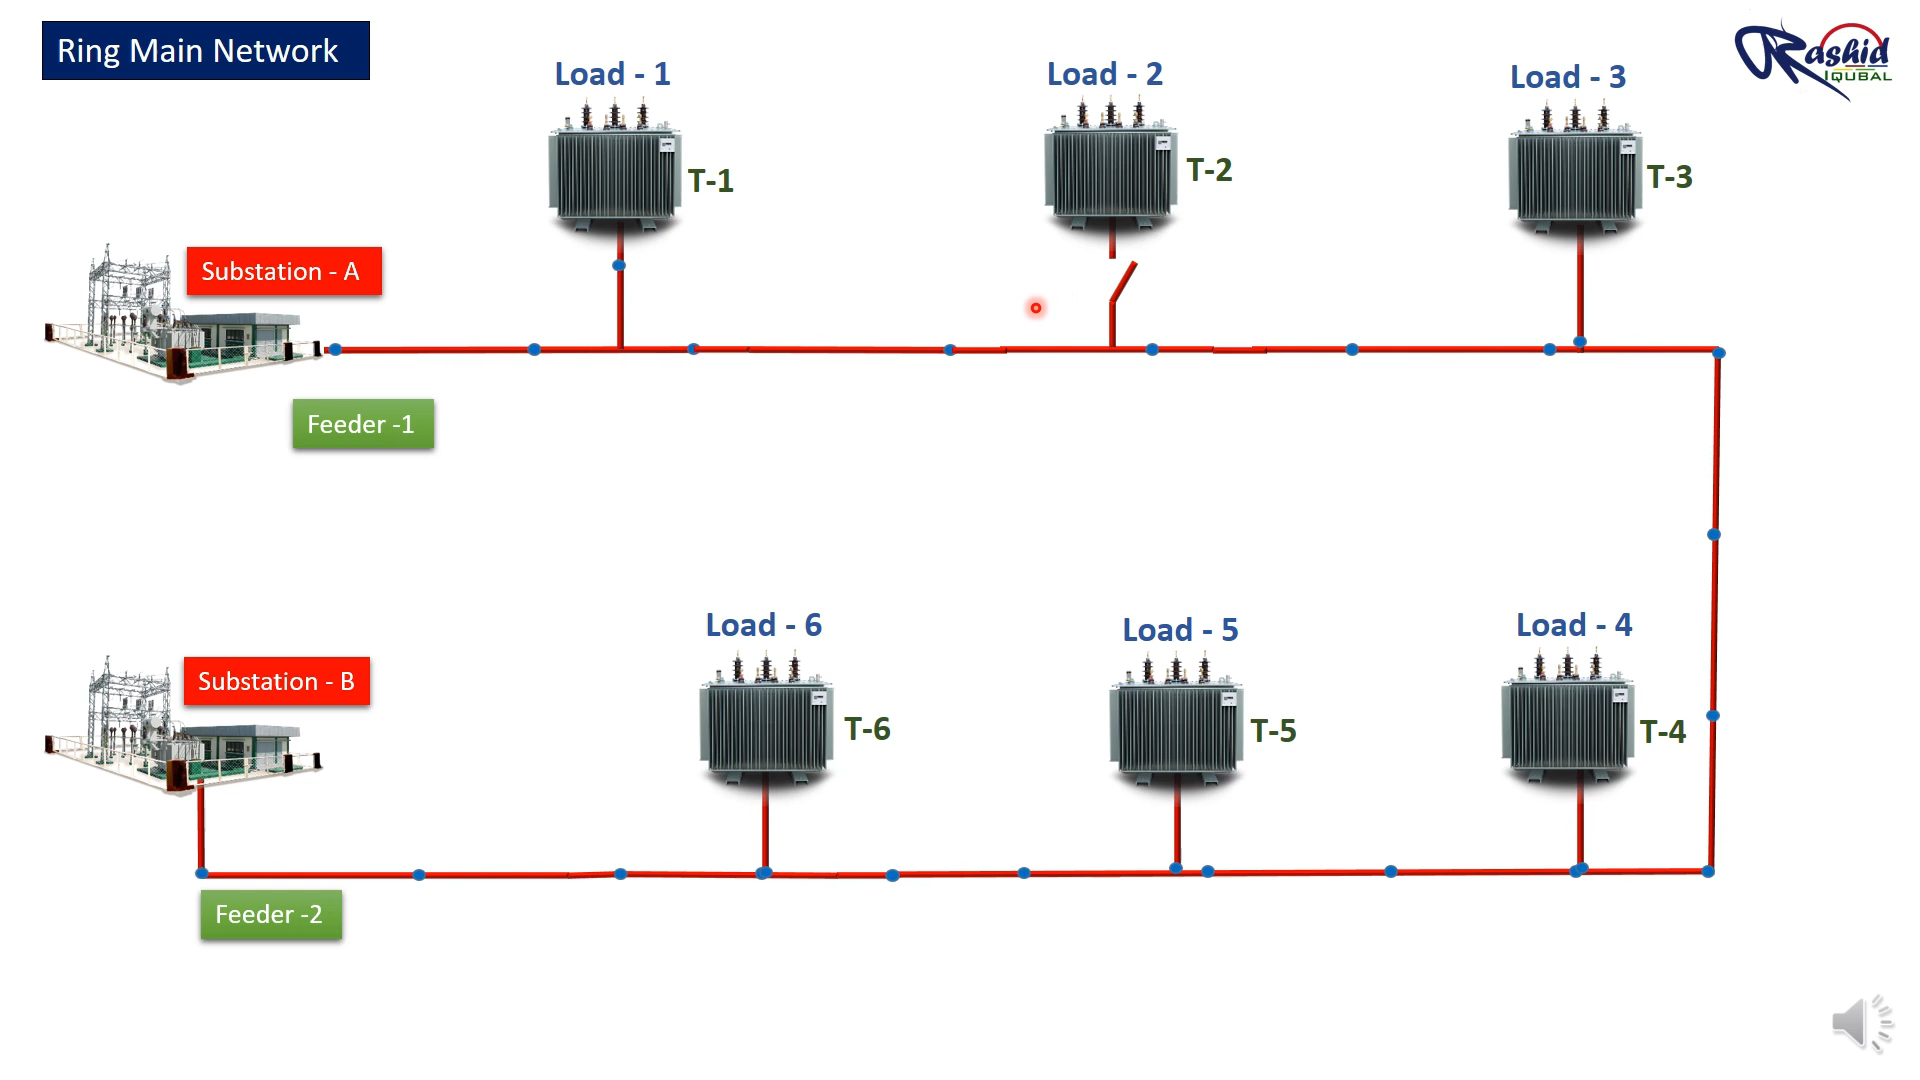 Ring Main Network
Rashid
IQUBAL
Load - 1
Load - 2
Load - 3
T-1
T-2
T-3
Substation - A
Feeder -1
Load - 6
Load - 5
Load - 4
Substation - B
T-6
T-5
T-4
Feeder -2